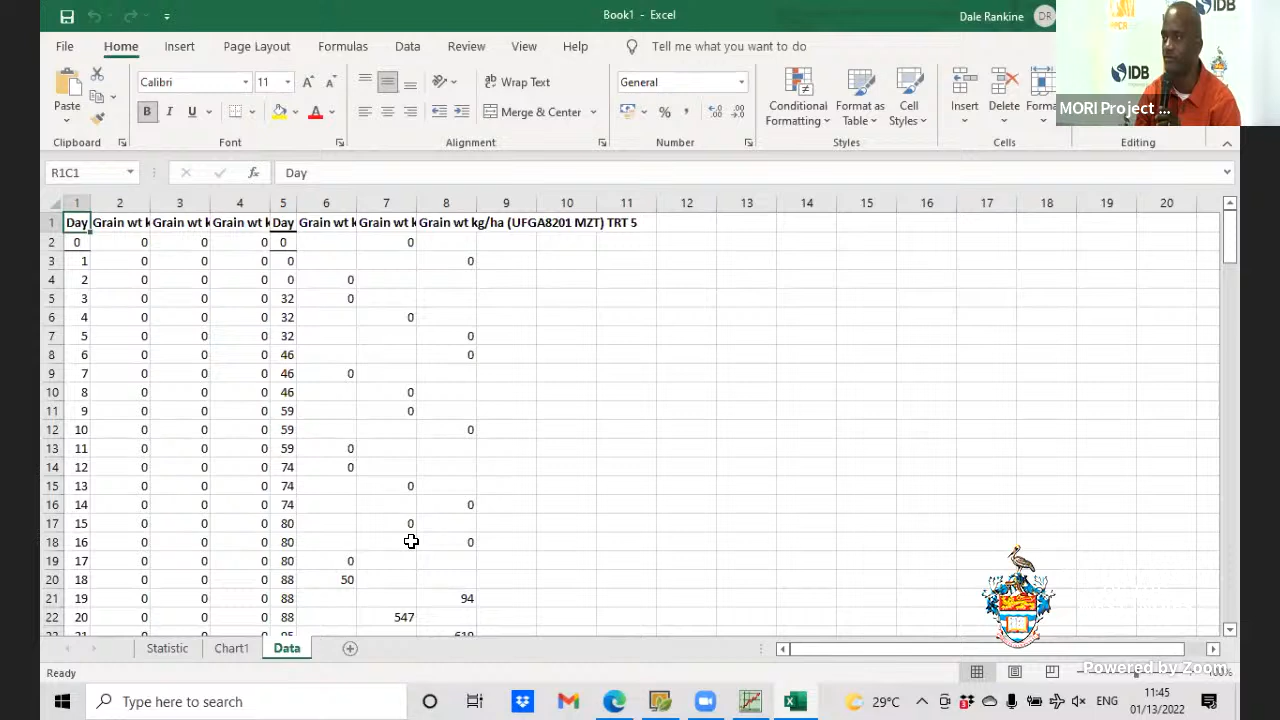 Book1 - Excel
Dale Rankine
DR
File Home Insert Page Layout Formulas Data Review View Help Tell me what you want to do
Paste
Calibri 11
B I U
Wrap Text
Merge & Center
General
Conditional Formatting
Format as Table
Cell Styles
Insert Delete Form
Clipboard Font Alignment Number Styles Cells Editing
IDB
IDB
MORI Project :...
R1C1 fx Day
1 2 3 4 5 6 7 8 9 10 11 12 13 14 15 16 17 18 19 20
1 Day Grain wt k Grain wt k Grain wt k Day Grain wt k Grain wt k Grain wt kg/ha (UFGA8201 MZT) TRT 5
2 0 0 0 0 0 0
3 1 0 0 0 0 0
4 2 0 0 0 0 0
5 3 0 0 0 32 0
6 4 0 0 0 32 0
7 5 0 0 0 32 0
8 6 0 0 0 46 0
9 7 0 0 0 46 0
10 8 0 0 0 46 0
11 9 0 0 0 59 0
12 10 0 0 0 59 0
13 11 0 0 0 59 0
14 12 0 0 0 74 0
15 13 0 0 0 74 0
16 14 0 0 0 74 0
17 15 0 0 0 80 0
18 16 0 0 0 80 0
19 17 0 0 0 80 0
20 18 0 0 0 88 50
21 19 0 0 0 88 94
22 20 0 0 0 88 547
Statistic Chart1 Data
Ready
Powered by Zoom
Type here to search
29°C
ENG
11:45
01/13/2022